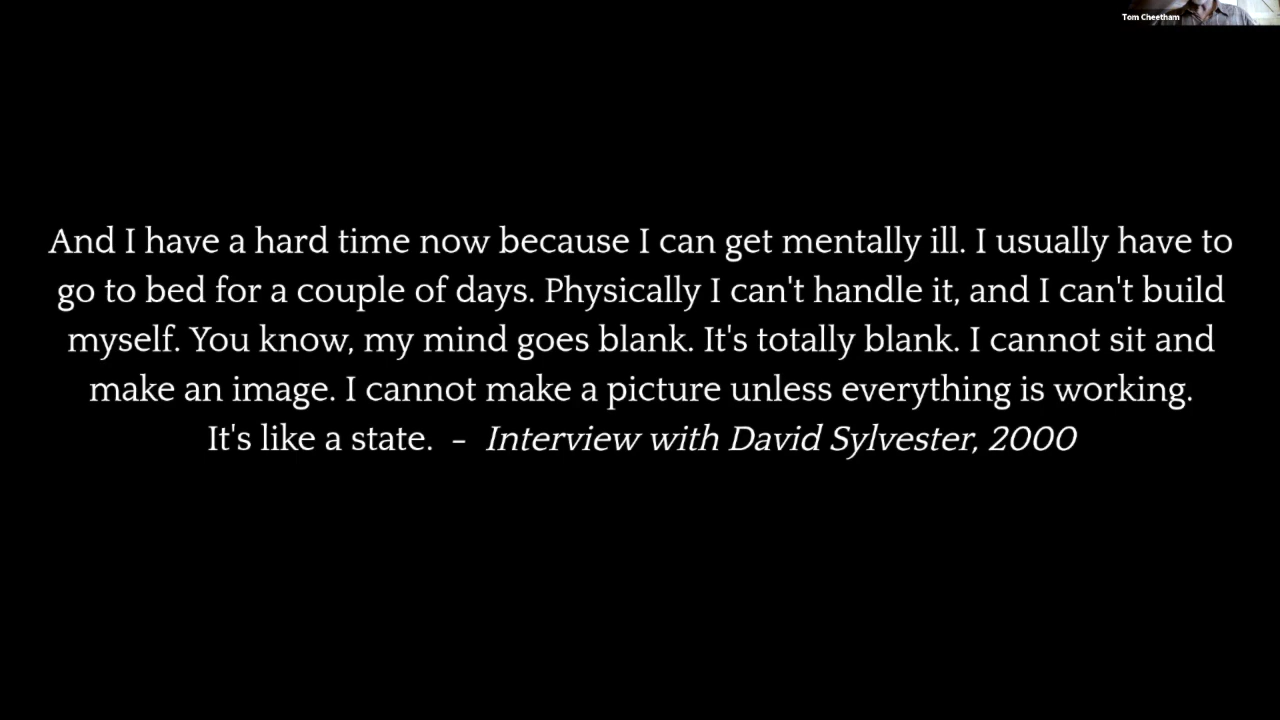 Tom Cheetham
And I have a hard time now because I can get mentally ill. I usually have to
go to bed for a couple of days. Physically I can't handle it, and I can't build
myself. You know, my mind goes blank. It's totally blank. I cannot sit and
make an image. I cannot make a picture unless everything is working.
It's like a state.  –  Interview with David Sylvester, 2000